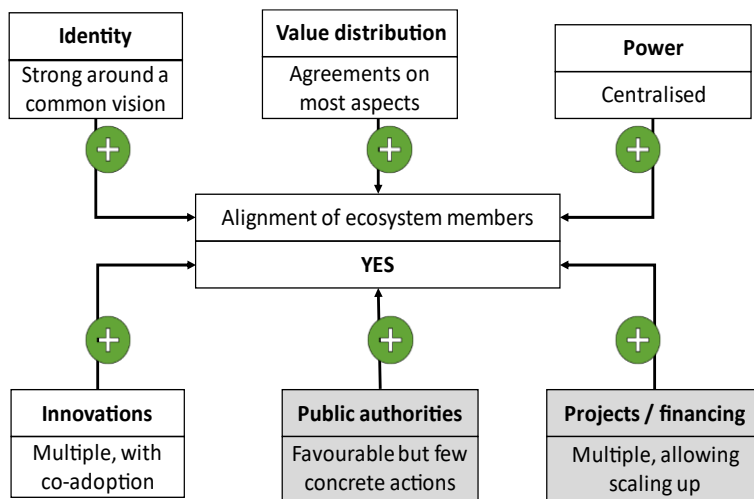 Identity
Strong around a
common vision
Value distribution
Agreements on
most aspects
Power
Centralised
Alignment of ecosystem members
YES
Innovations
Multiple, with
co-adoption
Public authorities
Favourable but few
concrete actions
Projects / financing
Multiple, allowing
scaling up